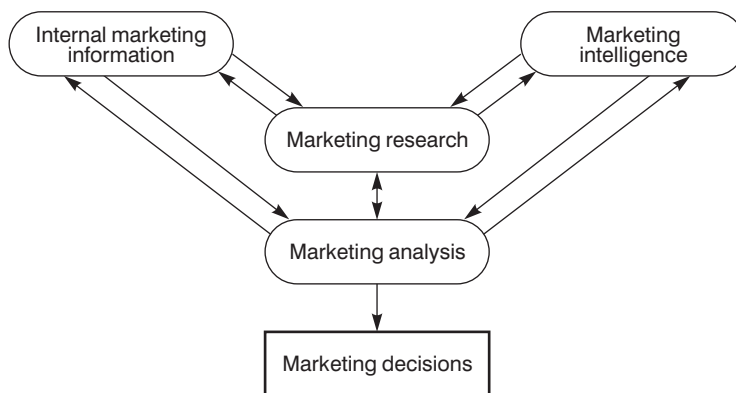 Internal marketing
information
Marketing
intelligence
Marketing research
Marketing analysis
Marketing decisions